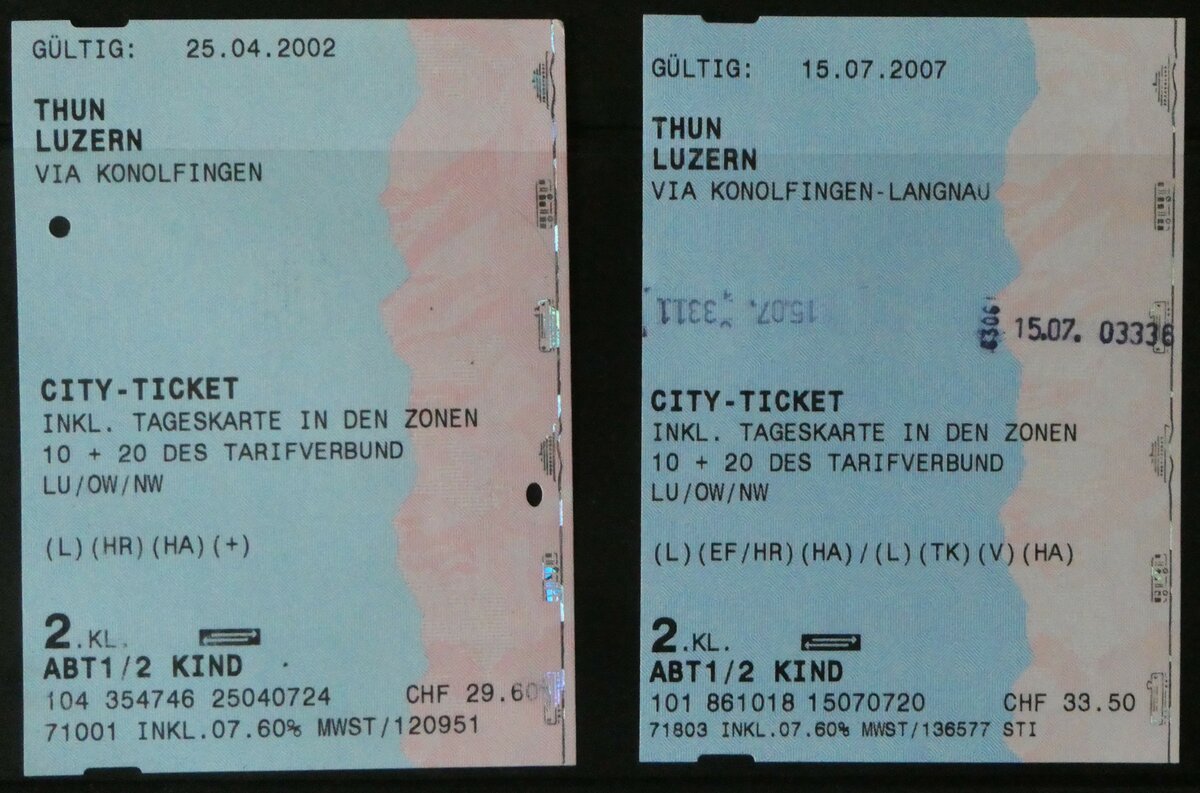 GÜLTIG: 25.04.2002
THUN
LUZERN
VIA KONOLFINGEN
CITY-TICKET
INKL. TAGESKARTE IN DEN ZONEN
10 + 20 DES TARIFVERBUND
LU/OW/NW
(L)(HR)(HA)(+)
2.KL.
ABT1/2 KIND
104 354746 25040724 CHF 29.60
71001 INKL.07.60% MWST/120951
GÜLTIG: 15.07.2007
THUN
LUZERN
VIA KONOLFINGEN-LANGNAU
15.07. 3311
63061 15.07. 03336
CITY-TICKET
INKL. TAGESKARTE IN DEN ZONEN
10 + 20 DES TARIFVERBUND
LU/OW/NW
(L)(EF/HR)(HA)/(L)(TK)(V)(HA)
2.KL.
ABT1/2 KIND
101 861018 15070720 CHF 33.50
71803 INKL.07.60% MWST/136577 STI